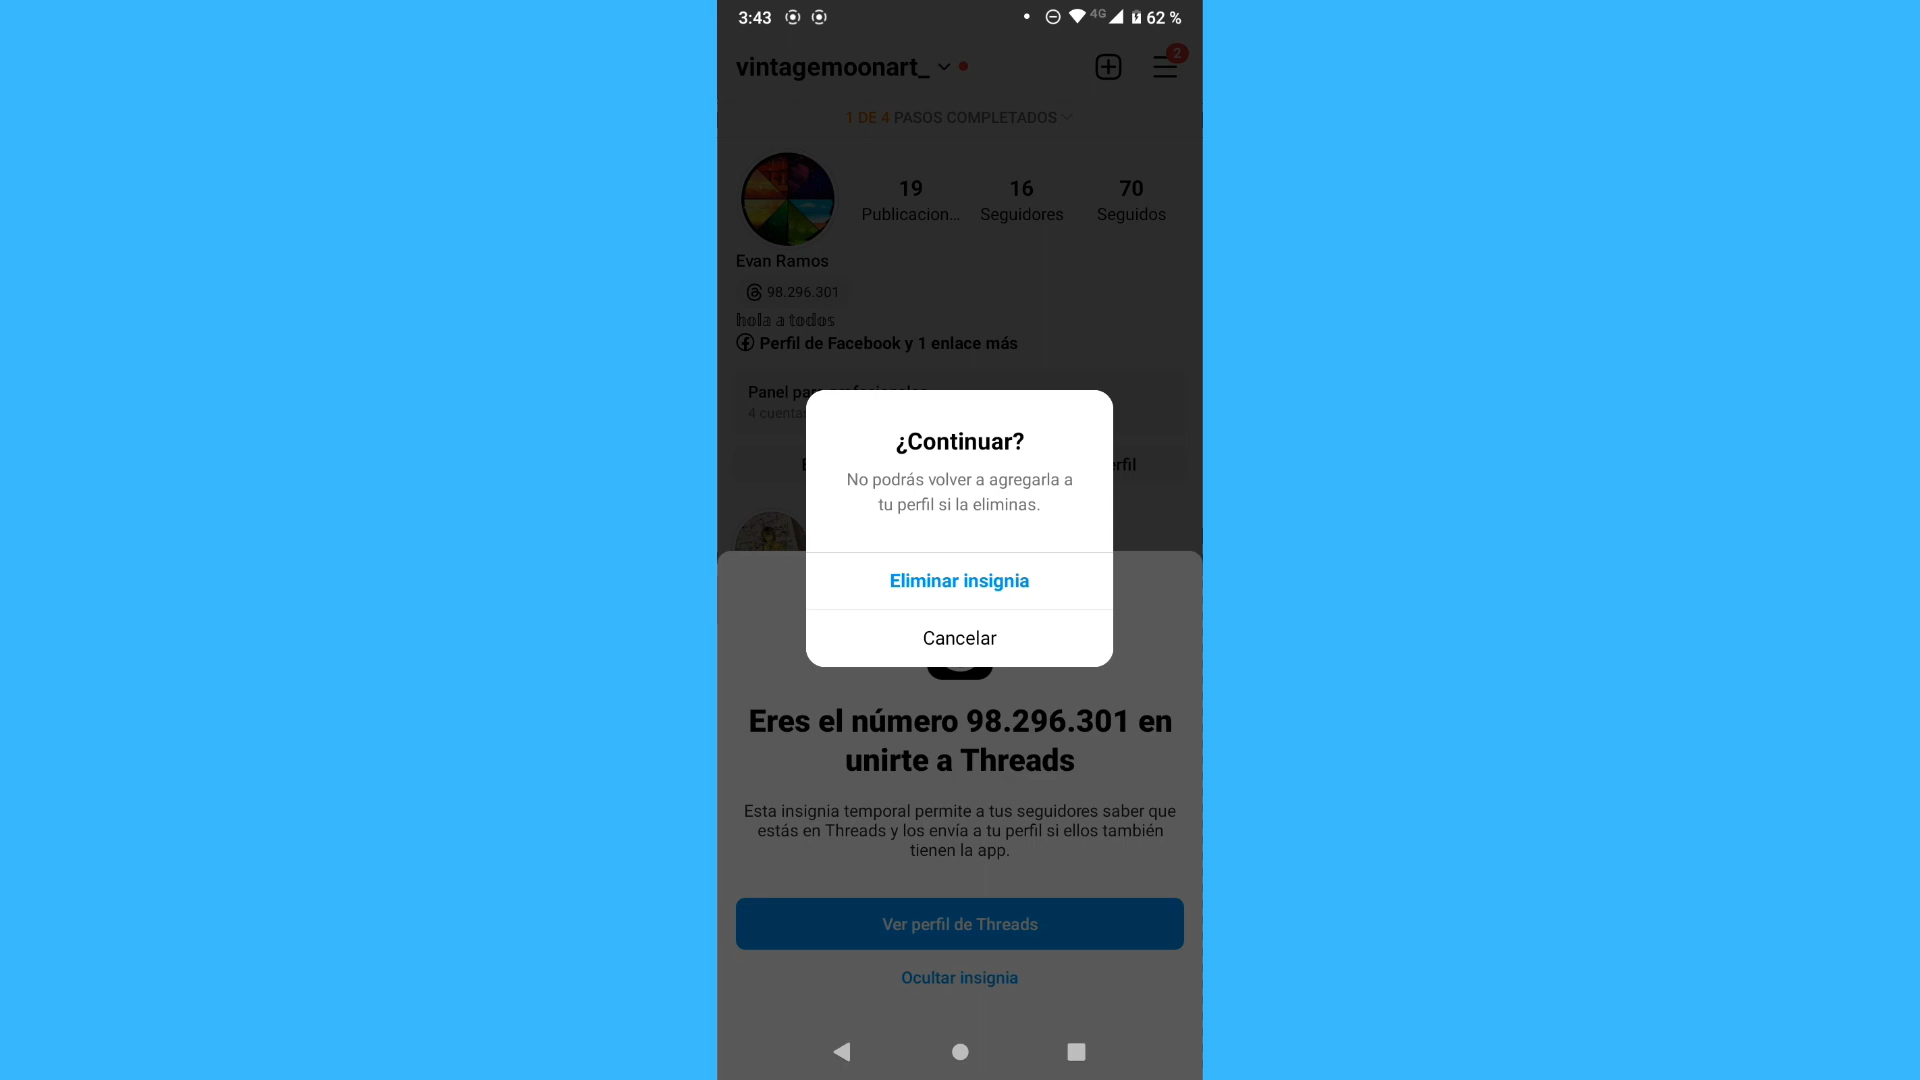 3:43 4G 62 %
vintagemoonart_ 2
1 DE 4 PASOS COMPLETADOS
19 16 70
Publicacion... Seguidores Seguidos
Evan Ramos
98.296.301
hola a todos
Perfil de Facebook y 1 enlace más
Panel para profesionales
4 cuentas
¿Continuar?
No podrás volver a agregarla a
tu perfil si la eliminas.
Eliminar insignia
Cancelar
Eres el número 98.296.301 en
unirte a Threads
Esta insignia temporal permite a tus seguidores saber que
estás en Threads y los envía a tu perfil si ellos también
tienen la app.
Ver perfil de Threads
Ocultar insignia